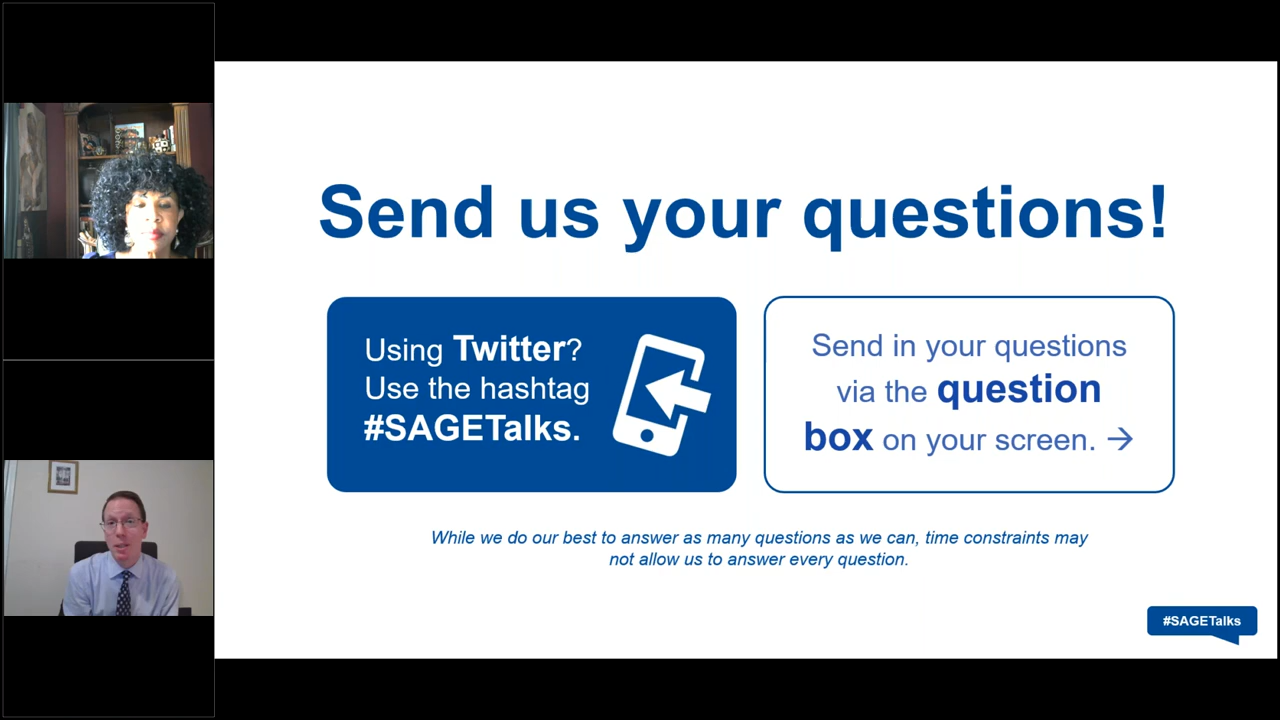 Send us your questions!
Using Twitter?
Use the hashtag
#SAGETalks.
Send in your questions
via the question
box on your screen. →
While we do our best to answer as many questions as we can, time constraints may
not allow us to answer every question.
#SAGETalks